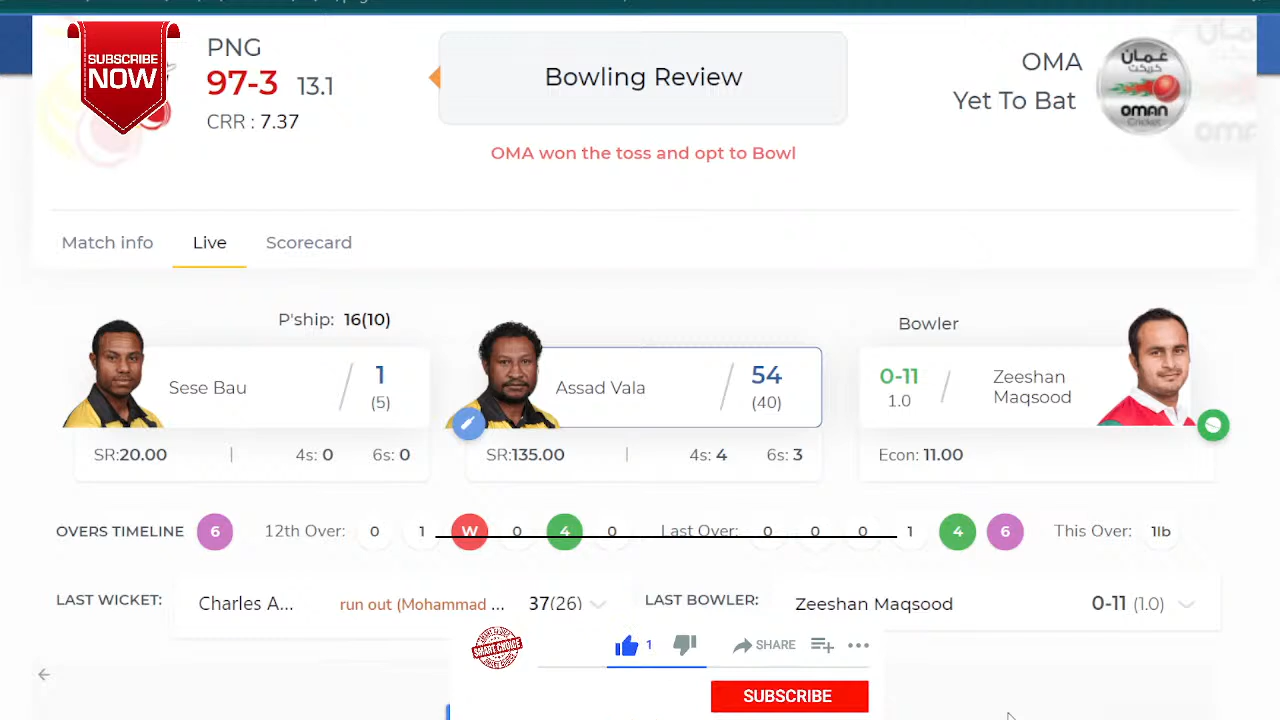 SUBSCRIBE
NOW
PNG
97-3 13.1
CRR : 7.37
Bowling Review
OMA won the toss and opt to Bowl
OMA
Yet To Bat
عُمان
كريكت
OMAN
Cricket
Match info Live Scorecard
P'ship: 16(10)
Sese Bau
1
(5)
SR:20.00 | 4s: 0 6s: 0
Assad Vala
54
(40)
SR:135.00 | 4s: 4 6s: 3
Bowler
0-11
1.0
Zeeshan
Maqsood
Econ: 11.00
OVERS TIMELINE 6 12th Over: 0 1 W 0 4 0 Last Over: 0 0 0 1 4 6 This Over: 1lb
LAST WICKET: Charles A... run out (Mohammad ... 37(26)
LAST BOWLER: Zeeshan Maqsood 0-11 (1.0)
SMART CHOICE
1 SHARE
SUBSCRIBE